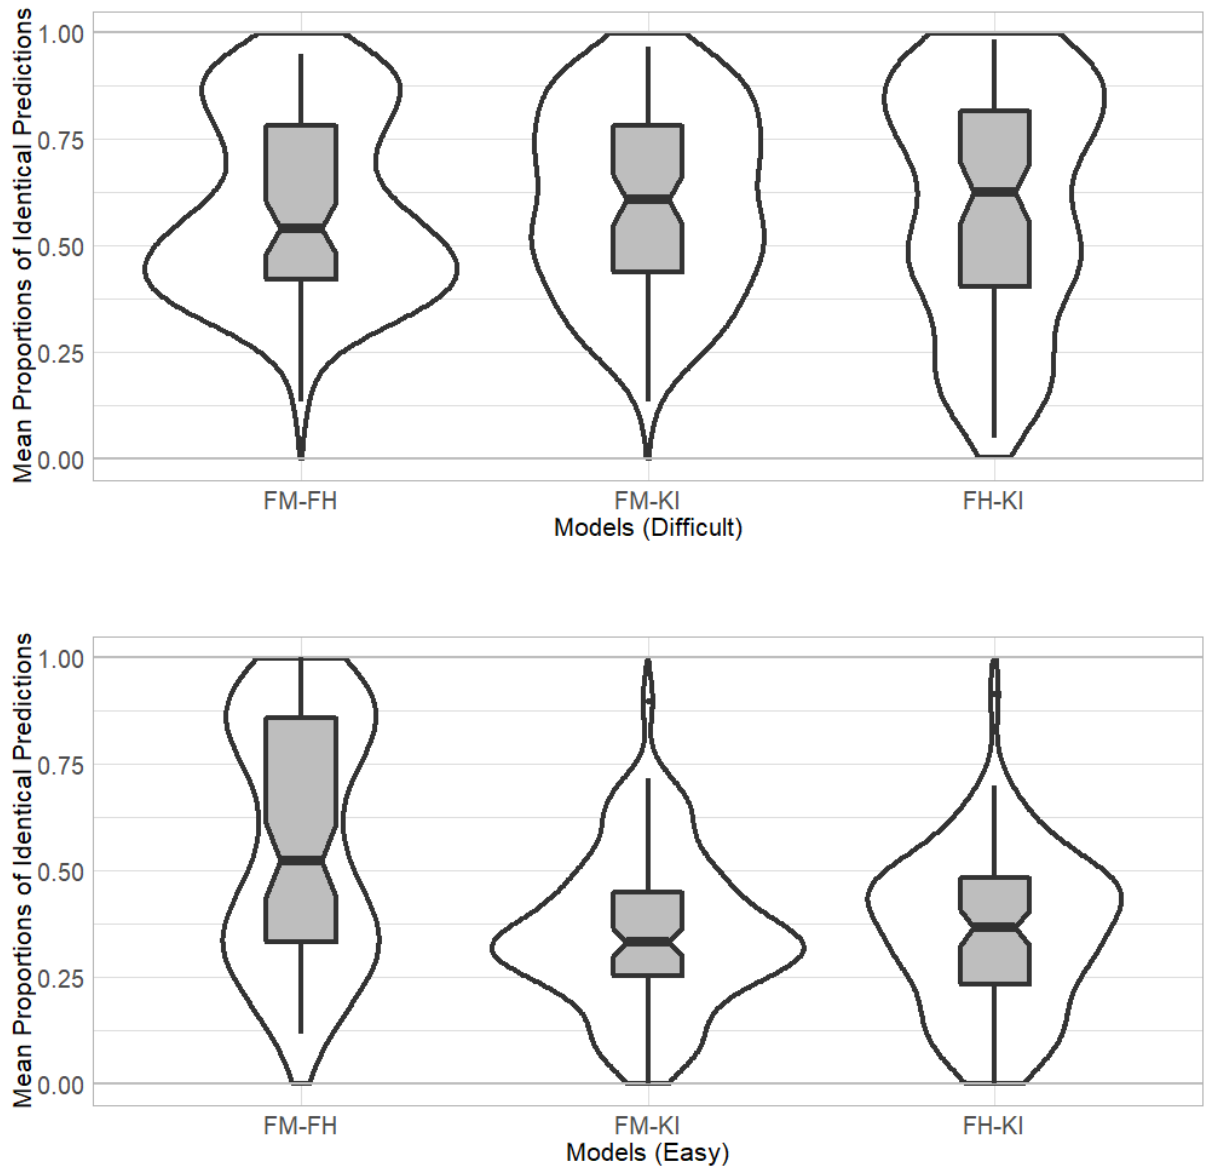 Mean Proportions of Identical Predictions
1.00
0.75
0.50
0.25
0.00
FM-FH FM-KI FH-KI
Models (Difficult)
Mean Proportions of Identical Predictions
1.00
0.75
0.50
0.25
0.00
FM-FH FM-KI FH-KI
Models (Easy)